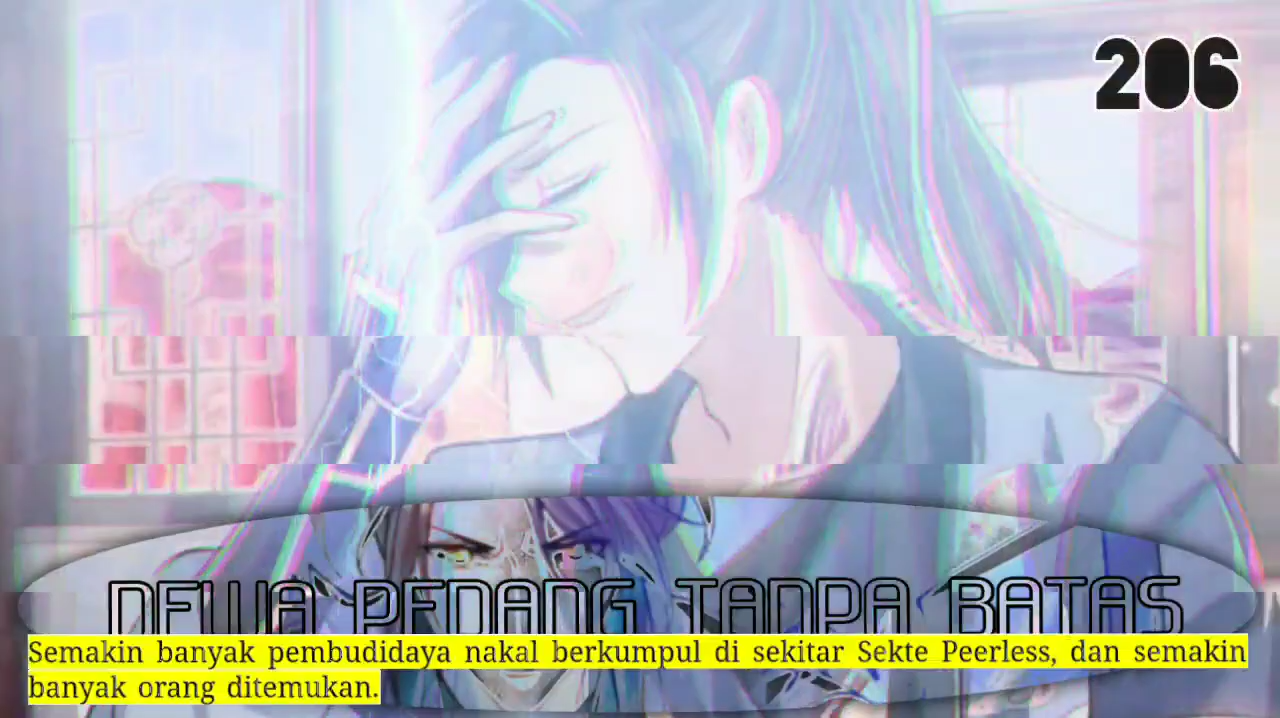 206
DEWA PEDANG TANPA BATAS
Semakin banyak pembudidaya nakal berkumpul di sekitar Sekte Peerless, dan semakin
banyak orang ditemukan.